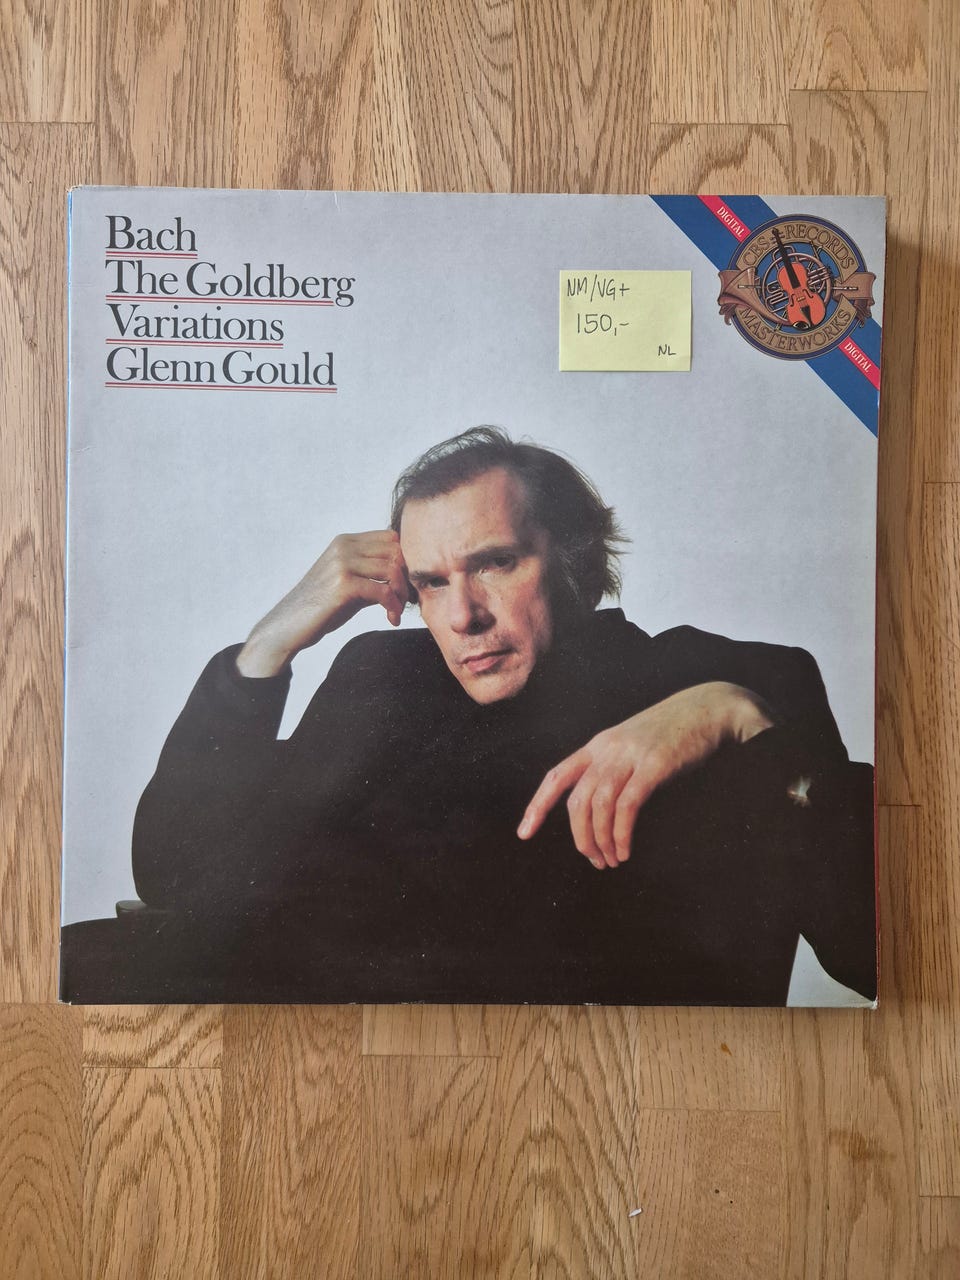 Bach
The Goldberg
Variations
Glenn Gould
NM/VG+
150,-
NL
DIGITAL
CBS RECORDS
MASTERWORKS
DIGITAL